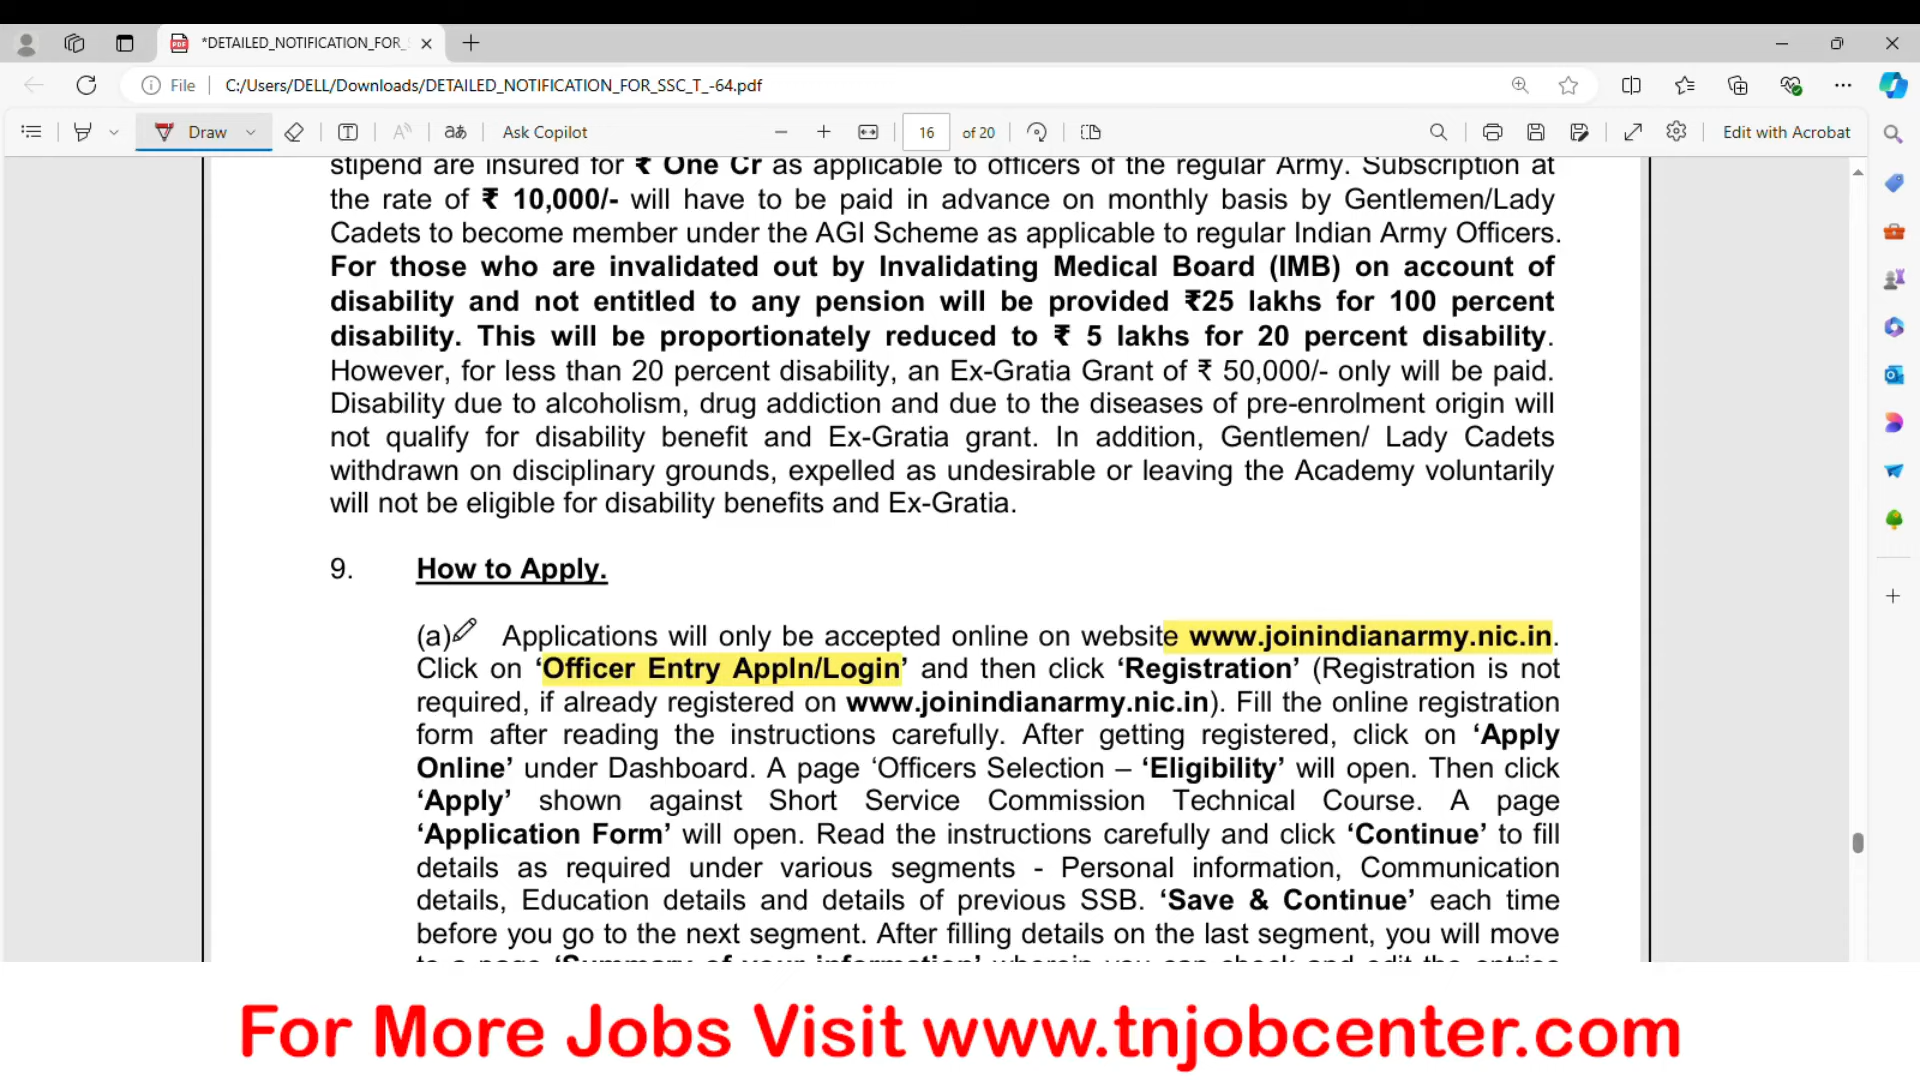 *DETAILED_NOTIFICATION_FOR_
File
C:/Users/DELL/Downloads/DETAILED_NOTIFICATION_FOR_SSC_T_-64.pdf
Draw
Ask Copilot
16 of 20
Edit with Acrobat
stipend are insured for ₹ One Cr as applicable to officers of the regular Army. Subscription at
the rate of ₹ 10,000/- will have to be paid in advance on monthly basis by Gentlemen/Lady
Cadets to become member under the AGI Scheme as applicable to regular Indian Army Officers.
For those who are invalidated out by Invalidating Medical Board (IMB) on account of
disability and not entitled to any pension will be provided ₹25 lakhs for 100 percent
disability. This will be proportionately reduced to ₹ 5 lakhs for 20 percent disability.
However, for less than 20 percent disability, an Ex-Gratia Grant of ₹ 50,000/- only will be paid.
Disability due to alcoholism, drug addiction and due to the diseases of pre-enrolment origin will
not qualify for disability benefit and Ex-Gratia grant. In addition, Gentlemen/ Lady Cadets
withdrawn on disciplinary grounds, expelled as undesirable or leaving the Academy voluntarily
will not be eligible for disability benefits and Ex-Gratia.
9. How to Apply.
(a) Applications will only be accepted online on website www.joinindianarmy.nic.in.
Click on ‘Officer Entry Appln/Login’ and then click ‘Registration’ (Registration is not
required, if already registered on www.joinindianarmy.nic.in). Fill the online registration
form after reading the instructions carefully. After getting registered, click on ‘Apply
Online’ under Dashboard. A page ‘Officers Selection – ‘Eligibility’ will open. Then click
‘Apply’ shown against Short Service Commission Technical Course. A page
‘Application Form’ will open. Read the instructions carefully and click ‘Continue’ to fill
details as required under various segments - Personal information, Communication
details, Education details and details of previous SSB. ‘Save & Continue’ each time
before you go to the next segment. After filling details on the last segment, you will move
to a page ‘Summary of your information’ wherein you can check and edit the entries
For More Jobs Visit www.tnjobcenter.com